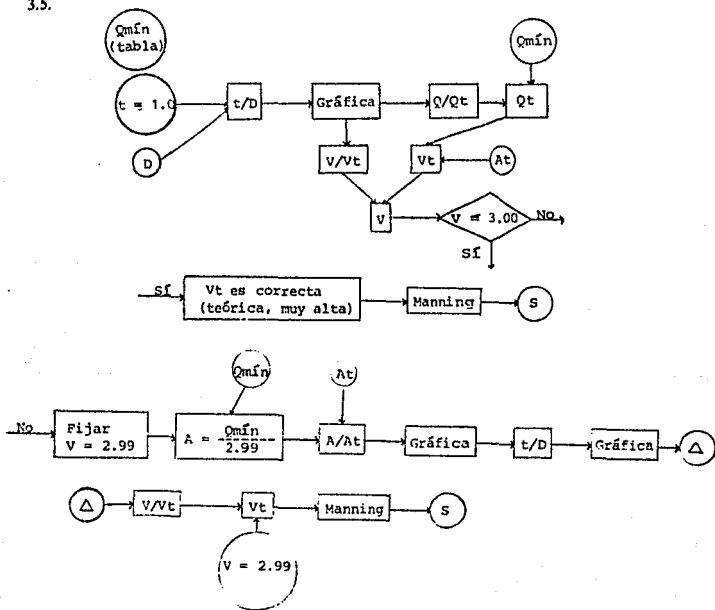 3.5.
Qmín
(tabla)
Qmín
t = 1.0
t/D
Gráfica
Q/Qt
Qt
D
V/Vt
Vt
At
V
V = 3.00
No
Sí
Sí
Vt es correcta
(teórica, muy alta)
Manning
S
Qmín
At
No
Fijar
V = 2.99
A = Qmín
2.99
A/At
Gráfica
t/D
Gráfica
Δ
Δ
V/Vt
Vt
Manning
S
V = 2.99